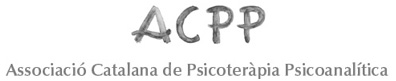 ACPP
Associació Catalana de Psicoteràpia Psicoanalítica